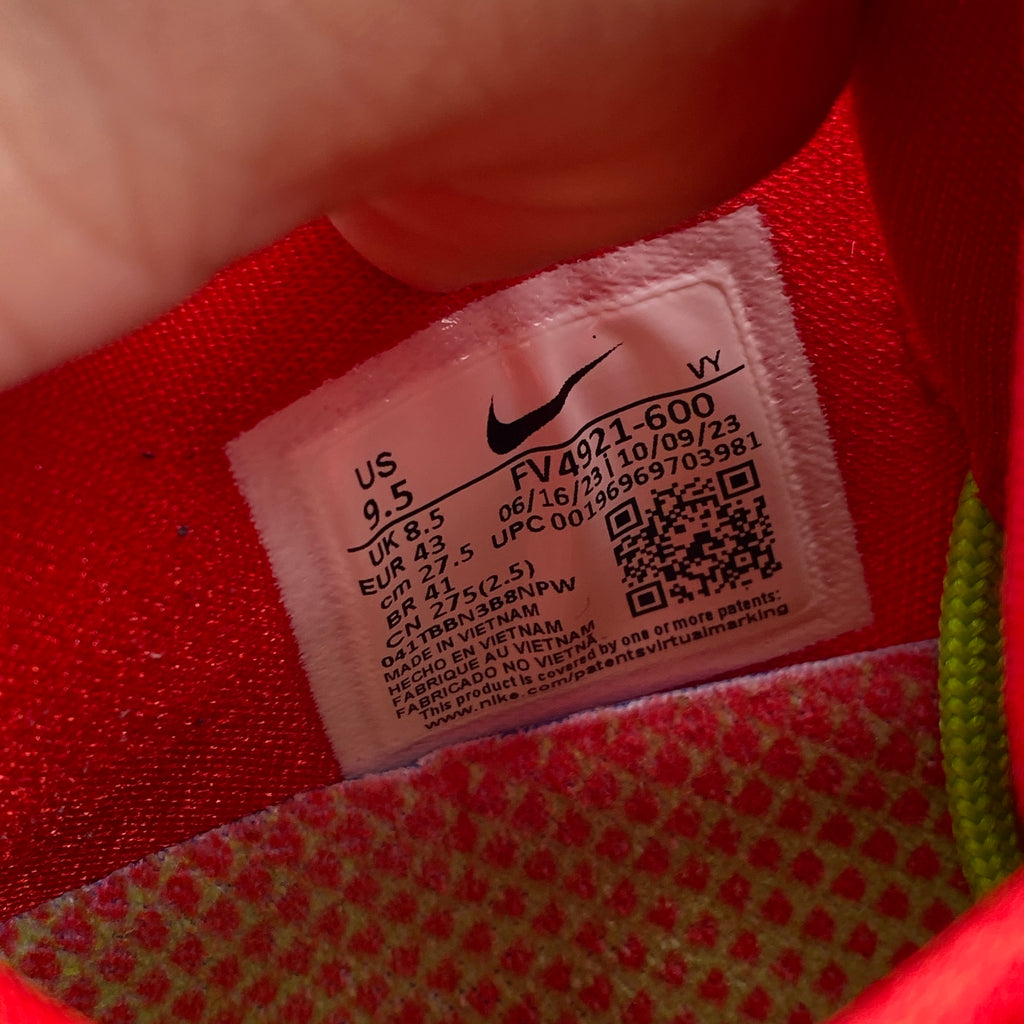 VY
US
9.5
FV4921-600
06/16/23 | 10/09/23
UPC 00196969703981
UK 8.5
EUR 43
cm 27.5
BR 41
CN 275(2.5)
041TBBN3B8NPW
MADE IN VIETNAM
HECHO EN VIETNAM
FABRIQUE AU VIETNAM
FABRICADO NO VIETNÃ
This product is covered by one or more patents:
www.nike.com/patentsvirtualmarking